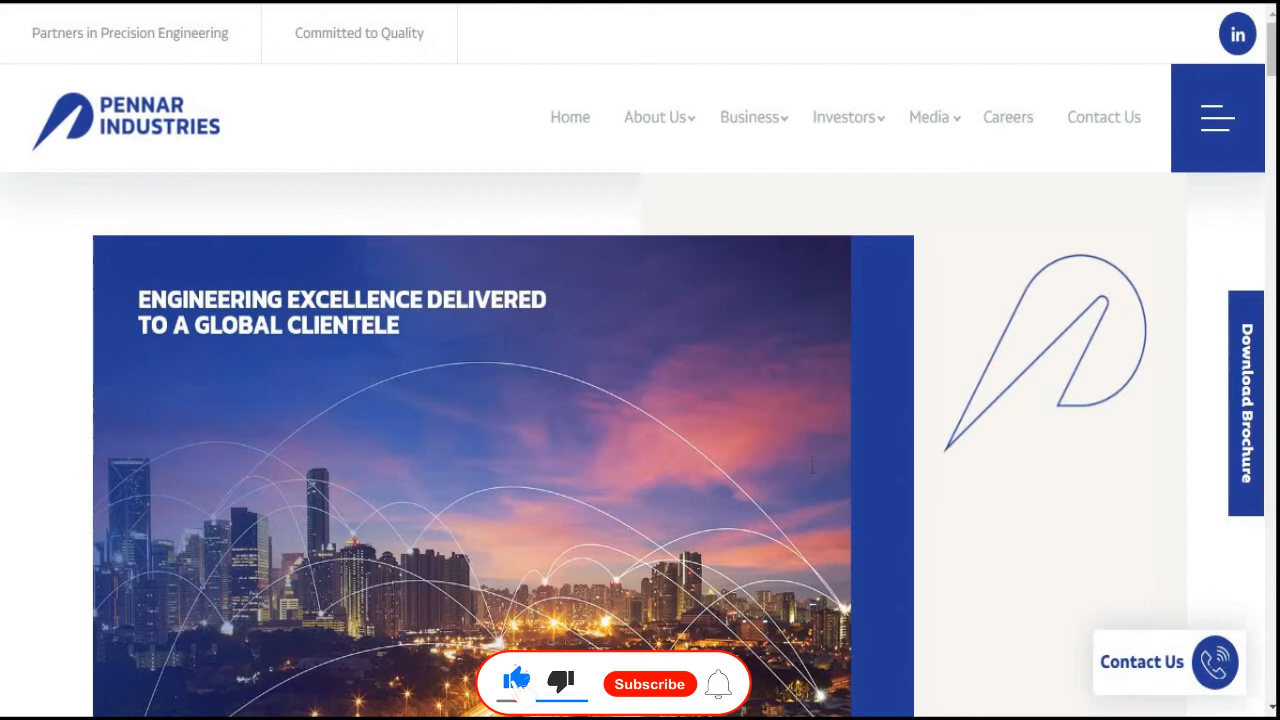 Partners in Precision Engineering
Committed to Quality
in
PENNAR
INDUSTRIES
Home
About Us
Business
Investors
Media
Careers
Contact Us
ENGINEERING EXCELLENCE DELIVERED
TO A GLOBAL CLIENTELE
Download Brochure
Contact Us
Subscribe